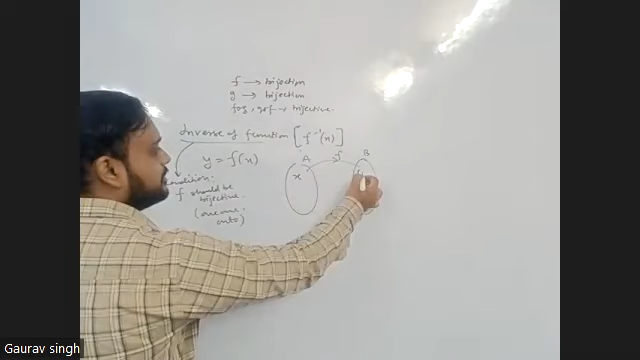 f → bijection
g → bijection
fog, gof → bijective.
Inverse of function [f⁻¹(x)]
y = f(x)
A f B
x
Condition.
f should be
bijective.
(one one
onto)
Gaurav singh